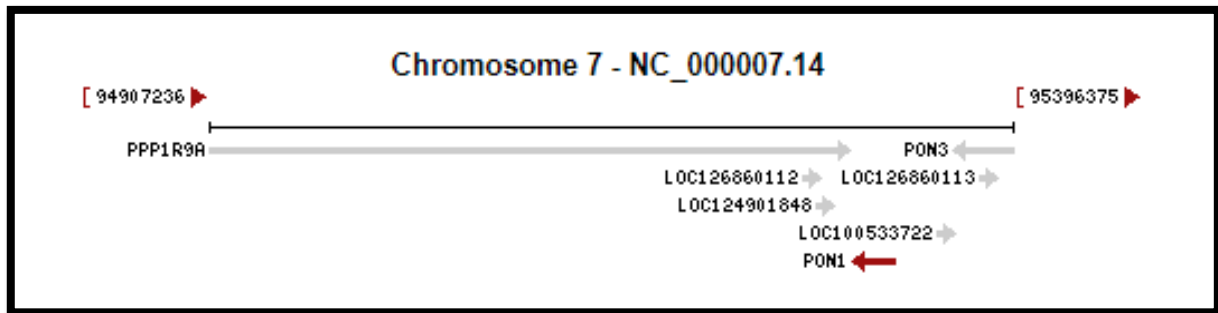 Chromosome 7 - NC_000007.14
[ 94907236 [ 95396375
PPP1R9A PON3
LOC126860112 LOC126860113
LOC124901848
LOC100533722
PON1